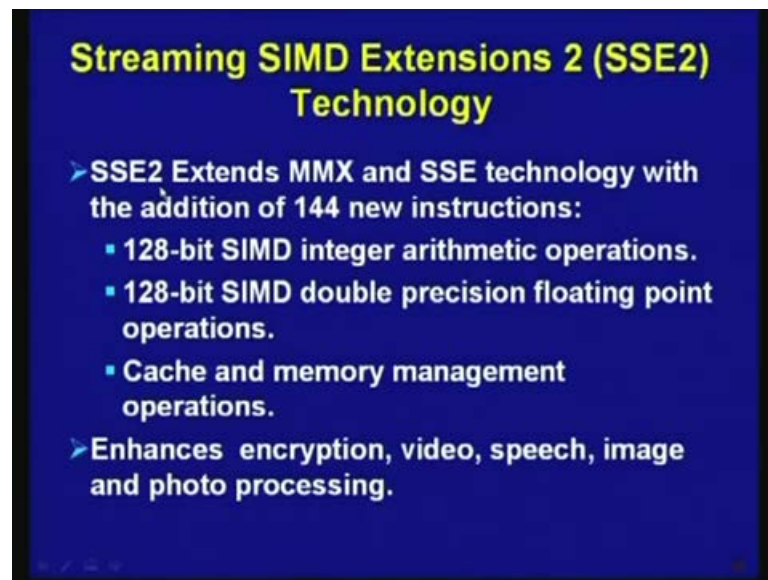 Streaming SIMD Extensions 2 (SSE2)
Technology
SSE2 Extends MMX and SSE technology with
the addition of 144 new instructions:
128-bit SIMD integer arithmetic operations.
128-bit SIMD double precision floating point
operations.
Cache and memory management
operations.
Enhances encryption, video, speech, image
and photo processing.